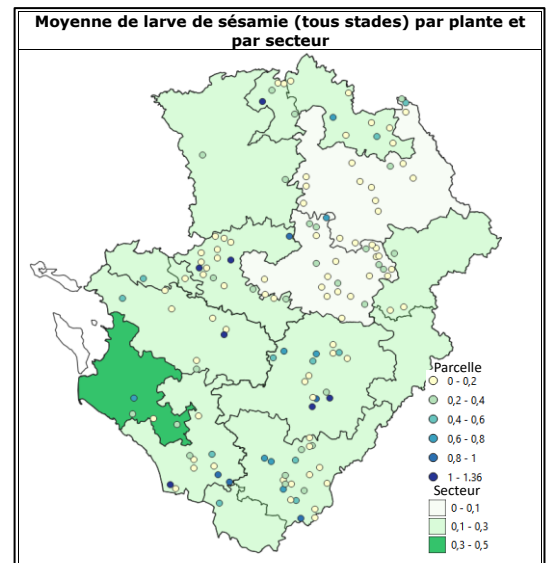 Moyenne de larve de sésamie (tous stades) par plante et
par secteur
Parcelle
0 - 0,2
0,2 - 0,4
0,4 - 0,6
0,6 - 0,8
0,8 - 1
1 - 1.36
Secteur
0 - 0,1
0,1 - 0,3
0,3 - 0,5